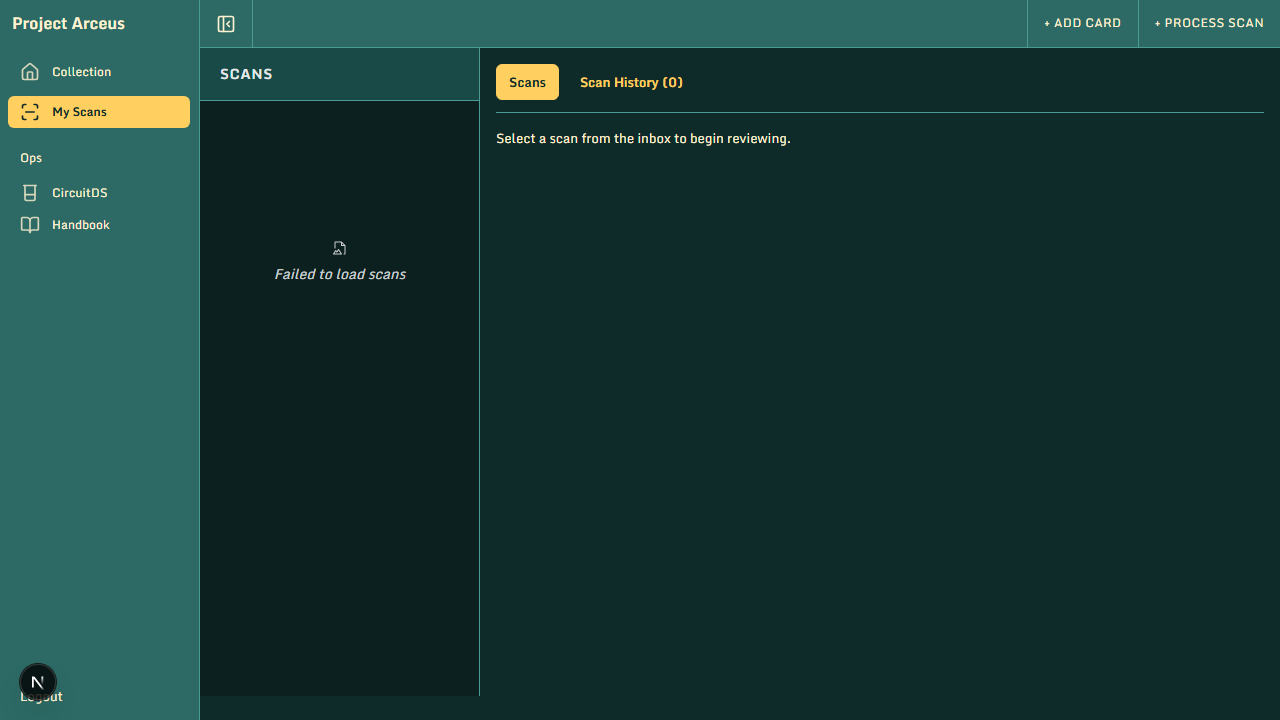 Project Arceus
+ ADD CARD
+ PROCESS SCAN
Collection
My Scans
Ops
CircuitDS
Handbook
Logout
SCANS
Failed to load scans
Scans
Scan History (0)
Select a scan from the inbox to begin reviewing.